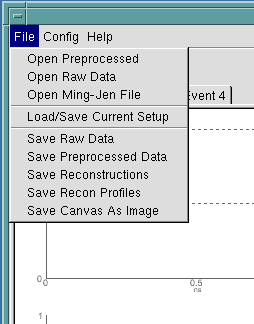 File Config Help
Open Preprocessed
Open Raw Data
Open Ming-Jen File
Event 4
Load/Save Current Setup
Save Raw Data
Save Preprocessed Data
Save Reconstructions
Save Recon Profiles
Save Canvas As Image
0
0 0.5
ns
1